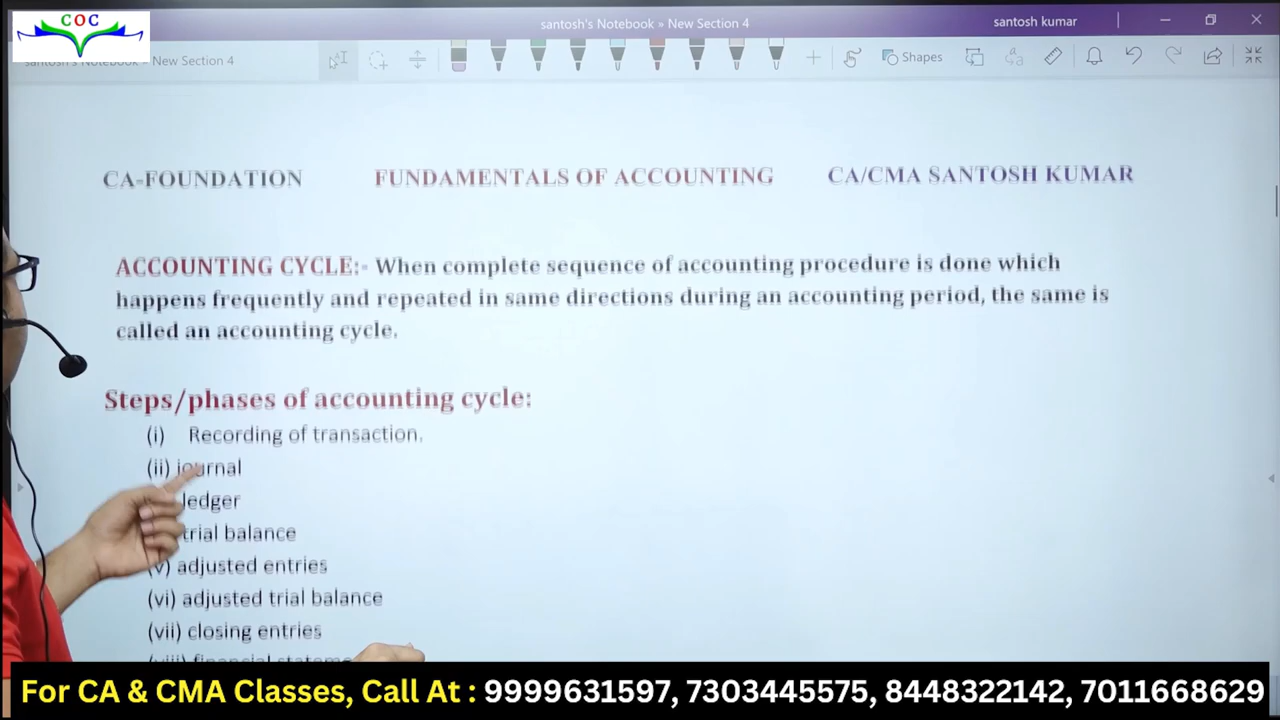 COC
santosh's Notebook » New Section 4
santosh kumar
santosh's Notebook » New Section 4
Shapes
CA-FOUNDATION FUNDAMENTALS OF ACCOUNTING CA/CMA SANTOSH KUMAR
ACCOUNTING CYCLE:- When complete sequence of accounting procedure is done which
happens frequently and repeated in same directions during an accounting period, the same is
called an accounting cycle.
Steps/phases of accounting cycle:
(i) Recording of transaction.
(ii) journal
ledger
trial balance
(v) adjusted entries
(vi) adjusted trial balance
(vii) closing entries
(viii) financial
For CA & CMA Classes, Call At : 9999631597, 7303445575, 8448322142, 7011668629